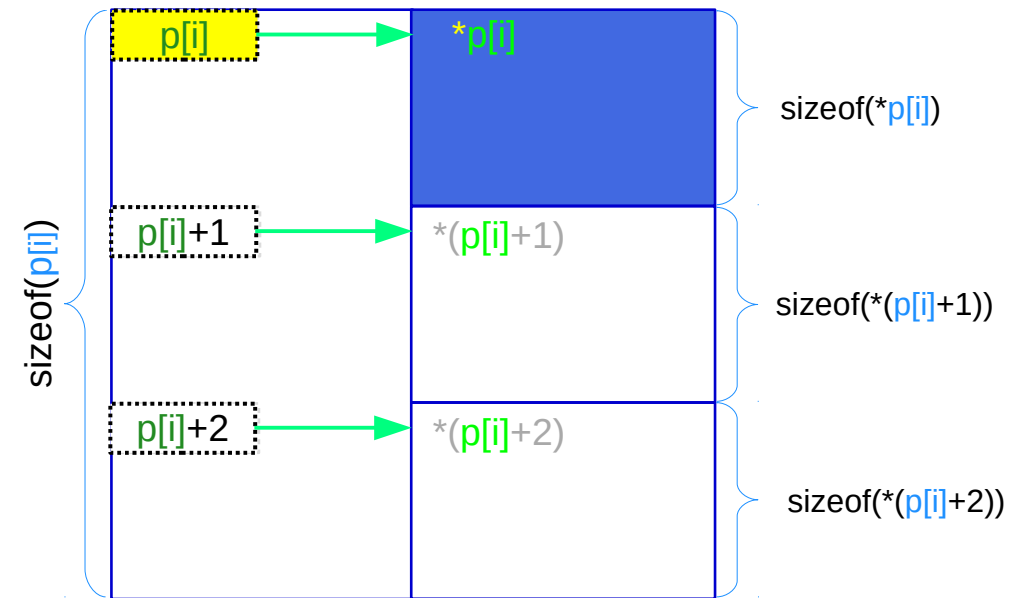 sizeof(p[i])
p[i]
*p[i]
sizeof(*p[i])
p[i]+1
*(p[i]+1)
sizeof(*(p[i]+1))
p[i]+2
*(p[i]+2)
sizeof(*(p[i]+2))